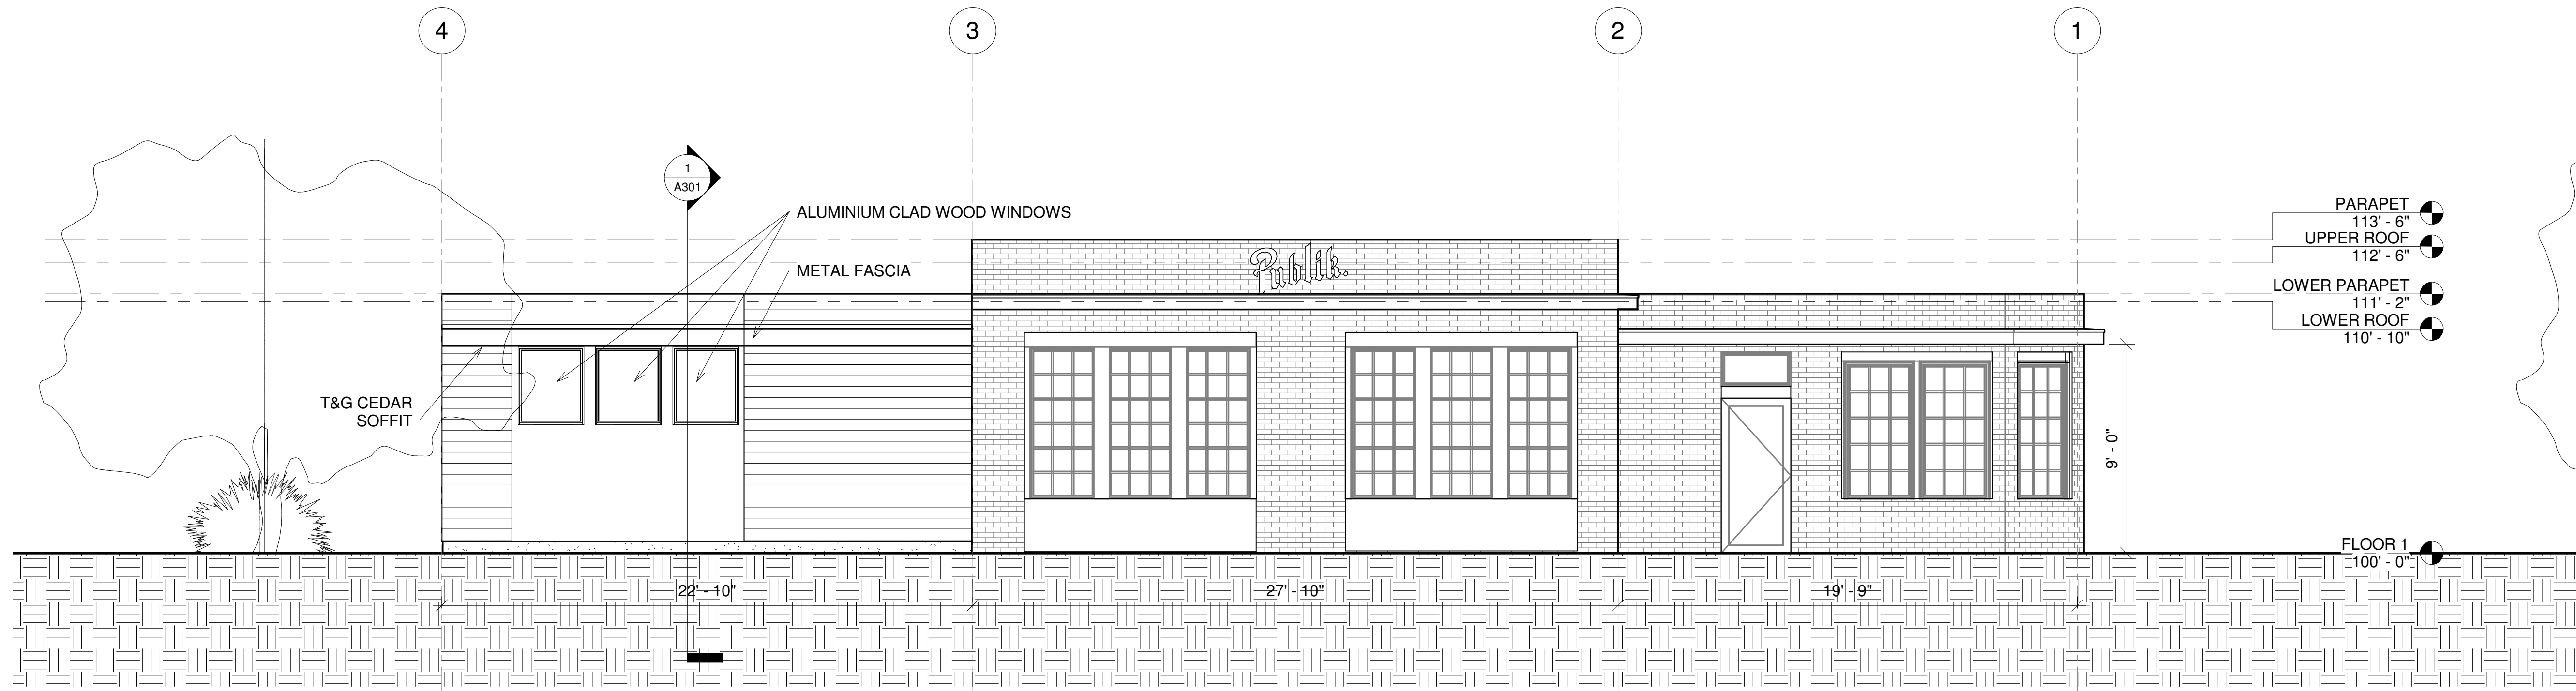 4
3
2
1
1
A301
ALUMINIUM CLAD WOOD WINDOWS
METAL FASCIA
T&G CEDAR
SOFFIT
Publik.
PARAPET
113' - 6"
UPPER ROOF
112' - 6"
LOWER PARAPET
111' - 2"
LOWER ROOF
110' - 10"
9' - 0"
FLOOR 1
100' - 0"
22' - 10"
27' - 10"
19' - 9"